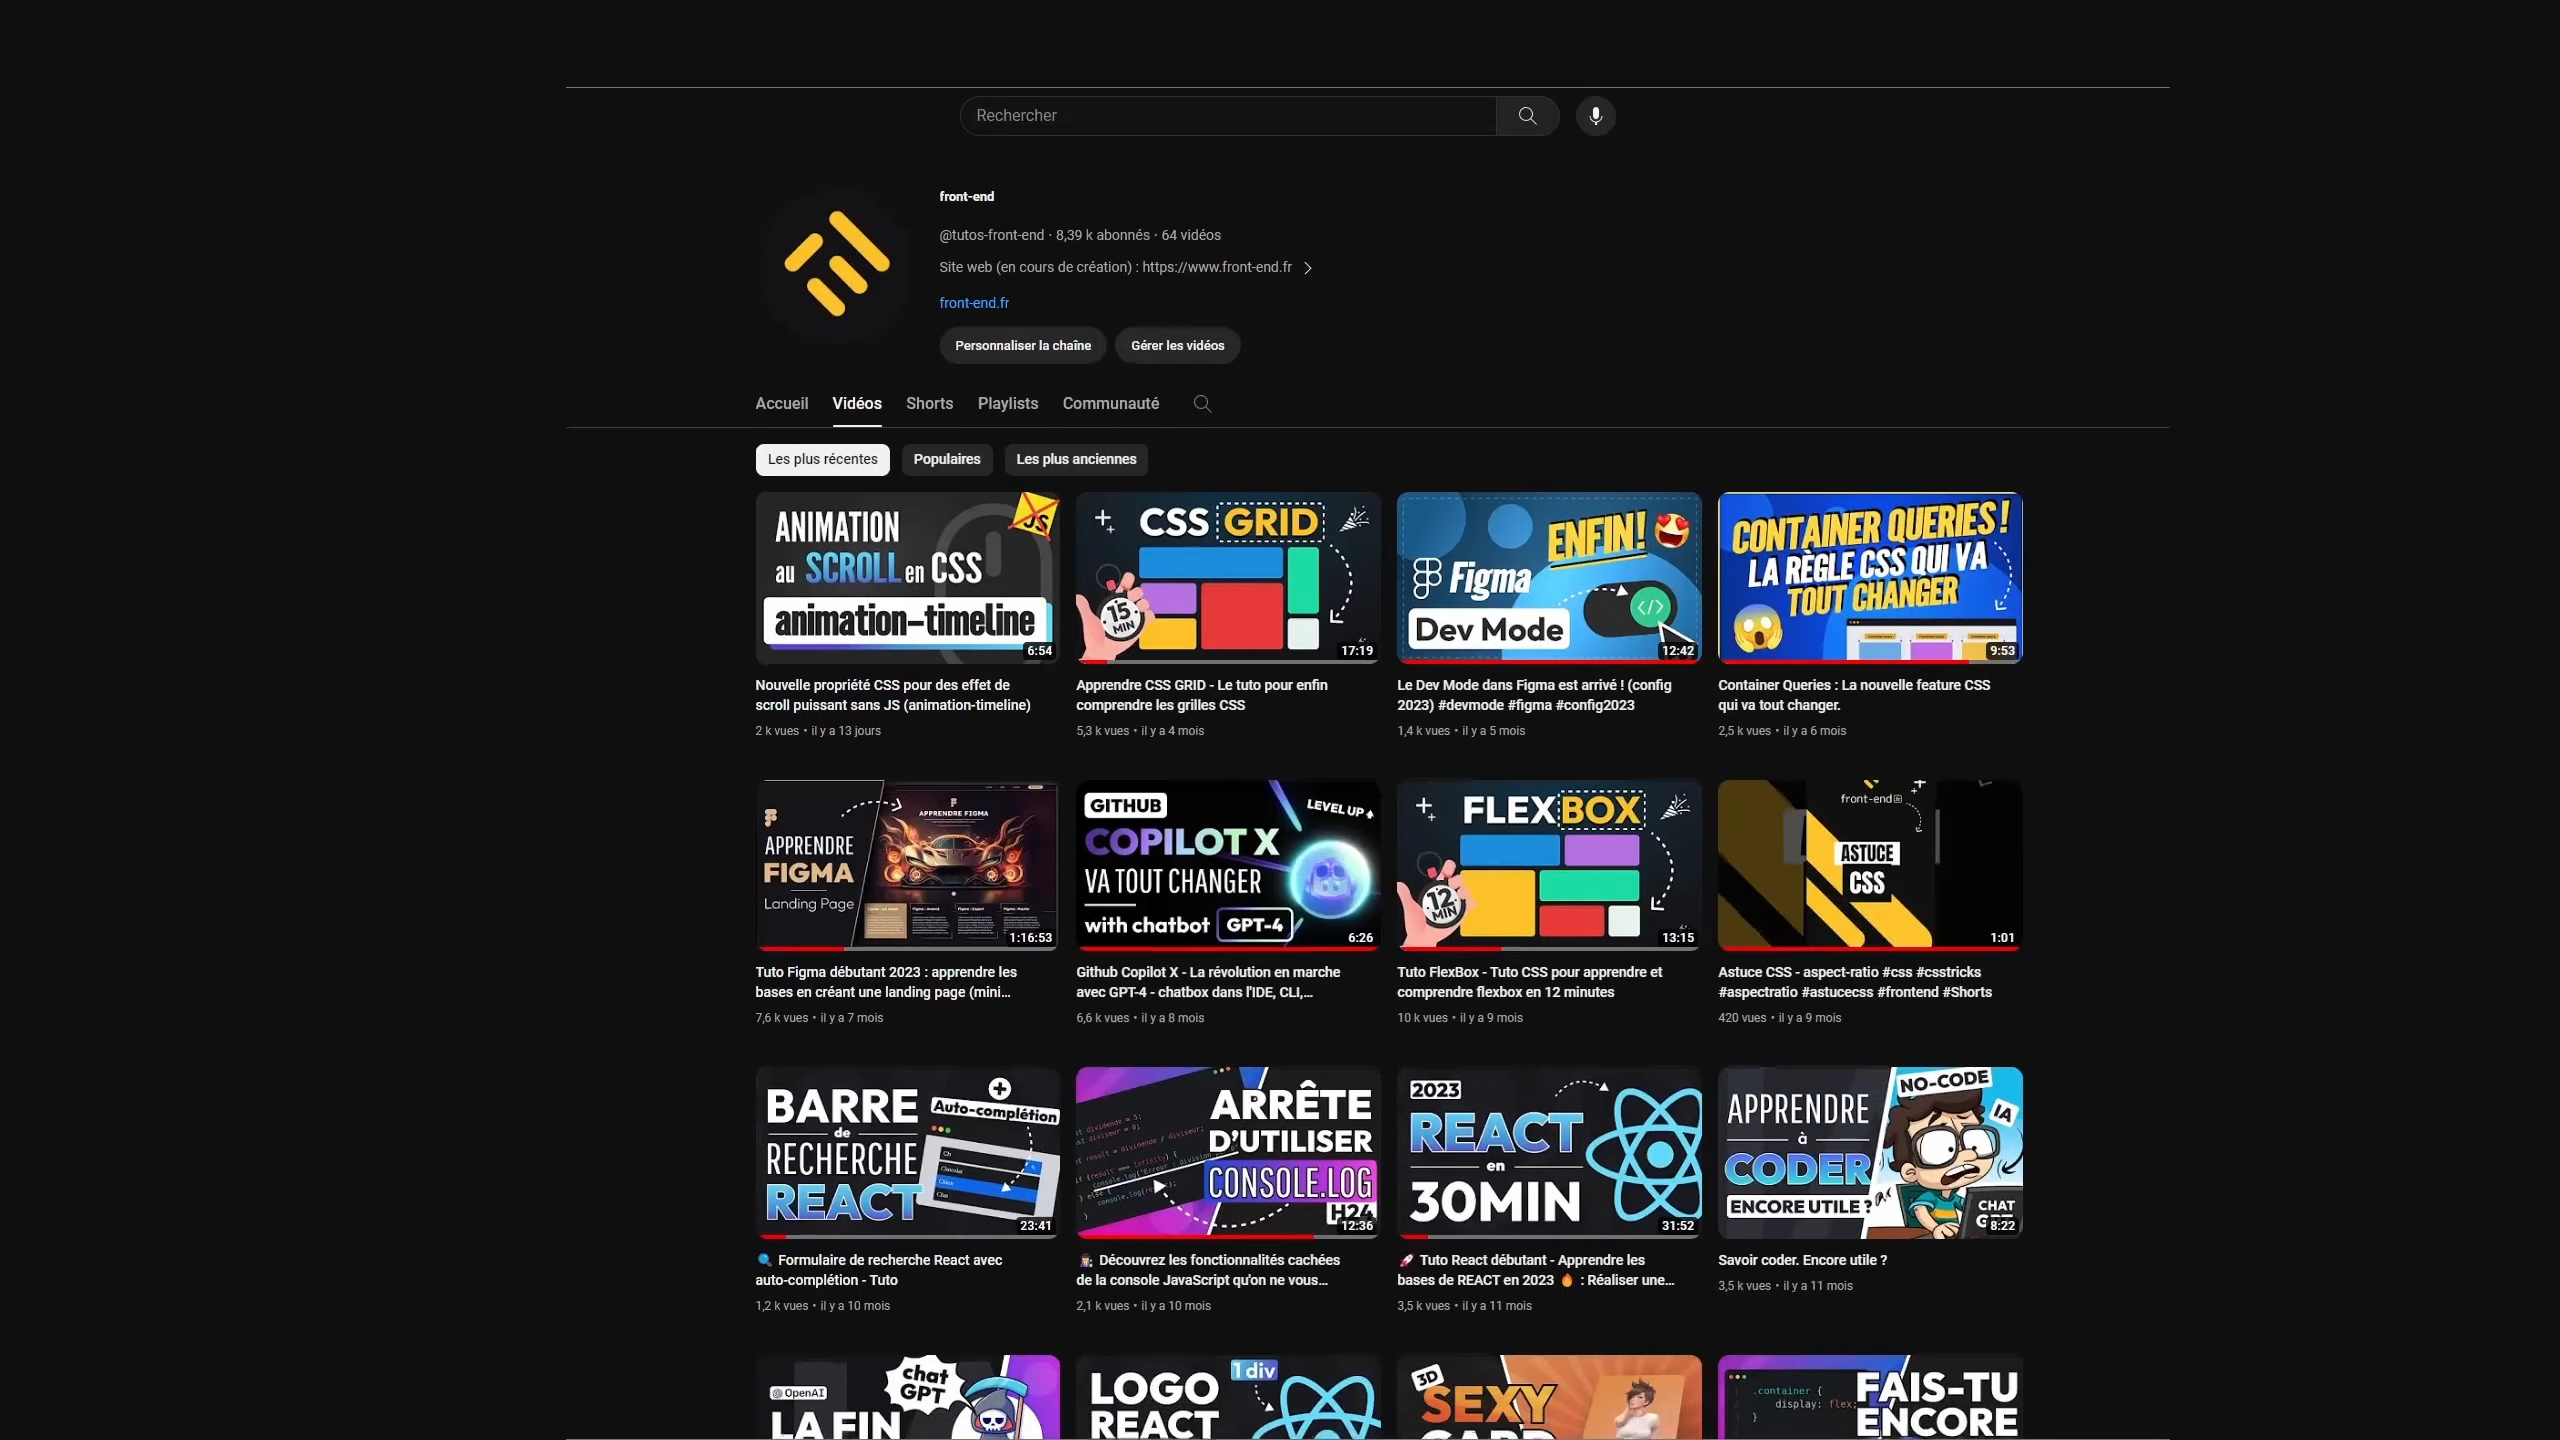 Rechercher
front-end
@tutos-front-end · 8,39 k abonnés · 64 vidéos
Site web (en cours de création) : https://www.front-end.fr
front-end.fr
Personnaliser la chaîne
Gérer les vidéos
Accueil
Vidéos
Shorts
Playlists
Communauté
Les plus récentes
Populaires
Les plus anciennes
ANIMATION
au SCROLL en CSS
animation-timeline
JS
6:54
CSS GRID
15
MIN
17:19
ENFIN!
Figma
Dev Mode
</>
12:42
CONTAINER QUERIES !
LA RÈGLE CSS QUI VA
TOUT CHANGER
9:53
Nouvelle propriété CSS pour des effet de
scroll puissant sans JS (animation-timeline)
2 k vues • il y a 13 jours
Apprendre CSS GRID - Le tuto pour enfin
comprendre les grilles CSS
5,3 k vues • il y a 4 mois
Le Dev Mode dans Figma est arrivé ! (config
2023) #devmode #figma #config2023
1,4 k vues • il y a 5 mois
Container Queries : La nouvelle feature CSS
qui va tout changer.
2,5 k vues • il y a 6 mois
APPRENDRE
FIGMA
Landing Page
APPRENDRE FIGMA
1:16:53
GITHUB
LEVEL UP
COPILOT X
VA TOUT CHANGER
with chatbot GPT-4
6:26
FLEXBOX
12
MIN
13:15
front-end
ASTUCE
CSS
1:01
Tuto Figma débutant 2023 : apprendre les
bases en créant une landing page (mini...
7,6 k vues • il y a 7 mois
Github Copilot X - La révolution en marche
avec GPT-4 - chatbox dans l'IDE, CLI,...
6,6 k vues • il y a 8 mois
Tuto FlexBox - Tuto CSS pour apprendre et
comprendre flexbox en 12 minutes
10 k vues • il y a 9 mois
Astuce CSS - aspect-ratio #css #csstricks
#aspectratio #astucecss #frontend #Shorts
420 vues • il y a 9 mois
BARRE
de
RECHERCHE
REACT
Auto-complétion
23:41
ARRÊTE
D'UTILISER
CONSOLE.LOG
H24
12:36
2023
REACT
en
30MIN
31:52
APPRENDRE
à
CODER
ENCORE UTILE ?
NO-CODE
IA
CHAT
8:22
🔍 Formulaire de recherche React avec
auto-complétion - Tuto
1,2 k vues • il y a 10 mois
Découvrez les fonctionnalités cachées
de la console JavaScript qu'on ne vous...
2,1 k vues • il y a 10 mois
🚀 Tuto React débutant - Apprendre les
bases de REACT en 2023 🔥 : Réaliser une...
3,5 k vues • il y a 11 mois
Savoir coder. Encore utile ?
3,5 k vues • il y a 11 mois
OpenAI
chat
GPT
LA FIN
1 div
LOGO
REACT
3D
SEXY
CARD
.container {
display: flex;
}
FAIS-TU
ENCORE